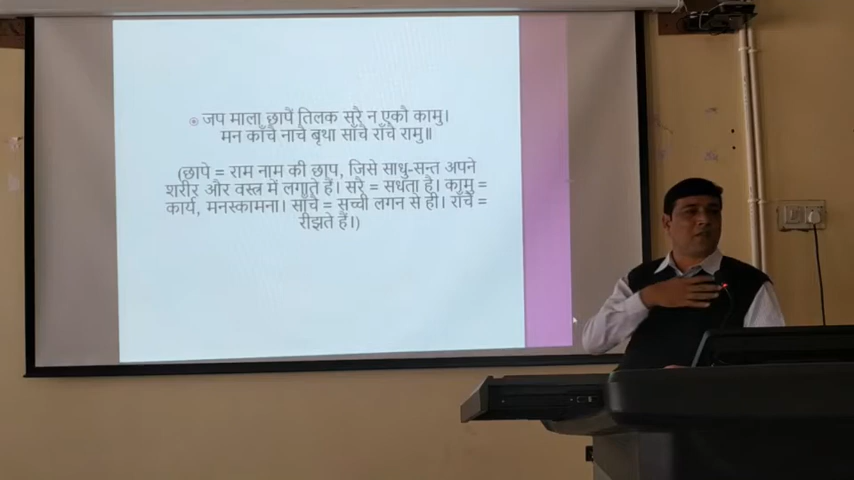 जप माला छापैं तिलक सरै न एकौ कामु।
मन काँचै नाचै बृथा साँचै राँचै रामु॥
(छापे = राम नाम की छाप, जिसे साधु-सन्त अपने
शरीर और वस्त्र में लगाते हैं। सरै = सधता है। कामु =
कार्य, मनस्कामना। साँचे = सच्ची लगन से ही। राँचे =
रीझते हैं।)